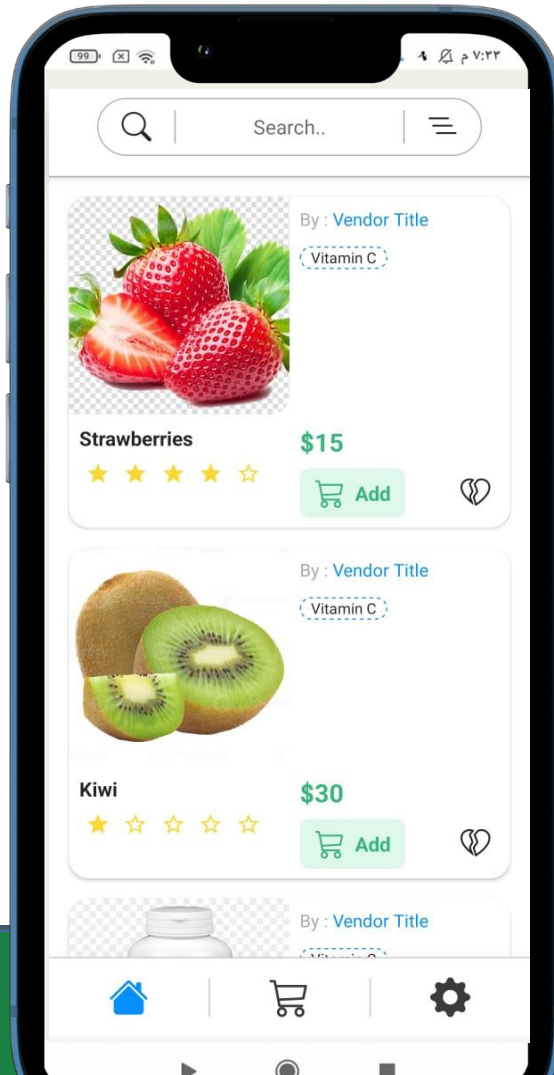 99 م ٧:٣٣
Search..
By : Vendor Title
Vitamin C
Strawberries
$15
Add
By : Vendor Title
Vitamin C
Kiwi
$30
Add
By : Vendor Title
Vitamin C